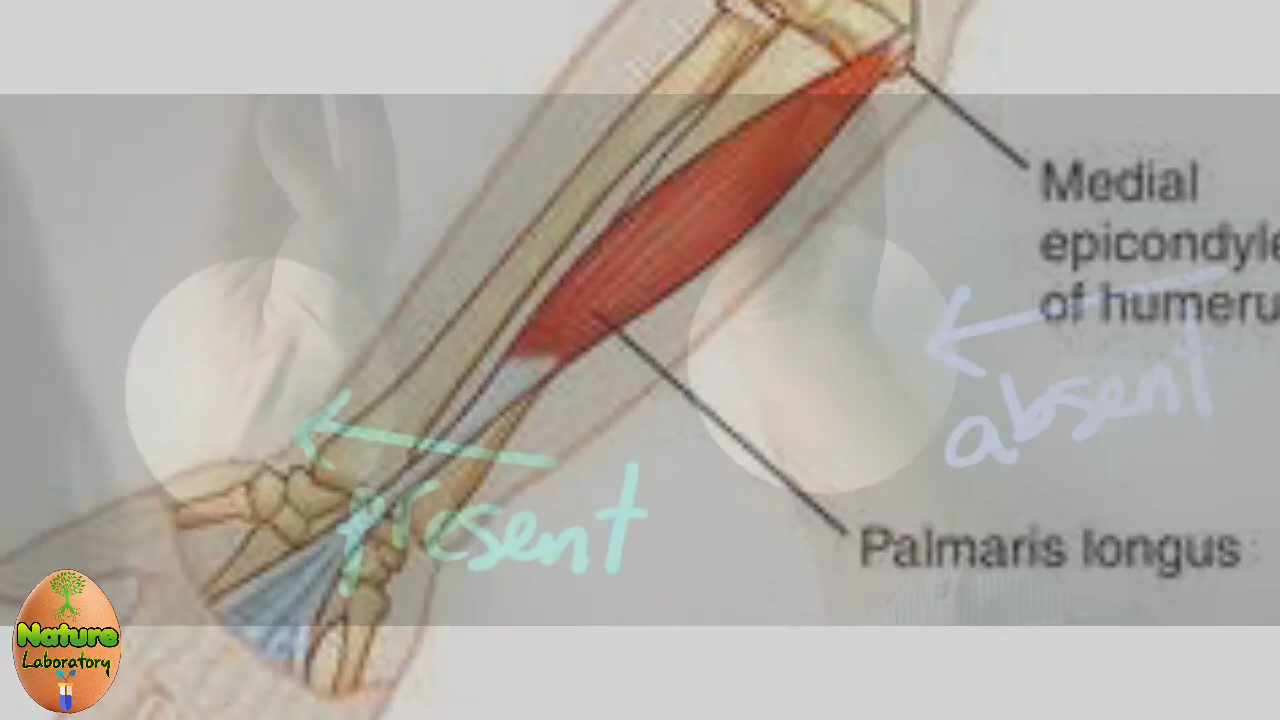 Medial
epicondyle
of humeru
absent
present
Palmaris longus
Nature
Laboratory